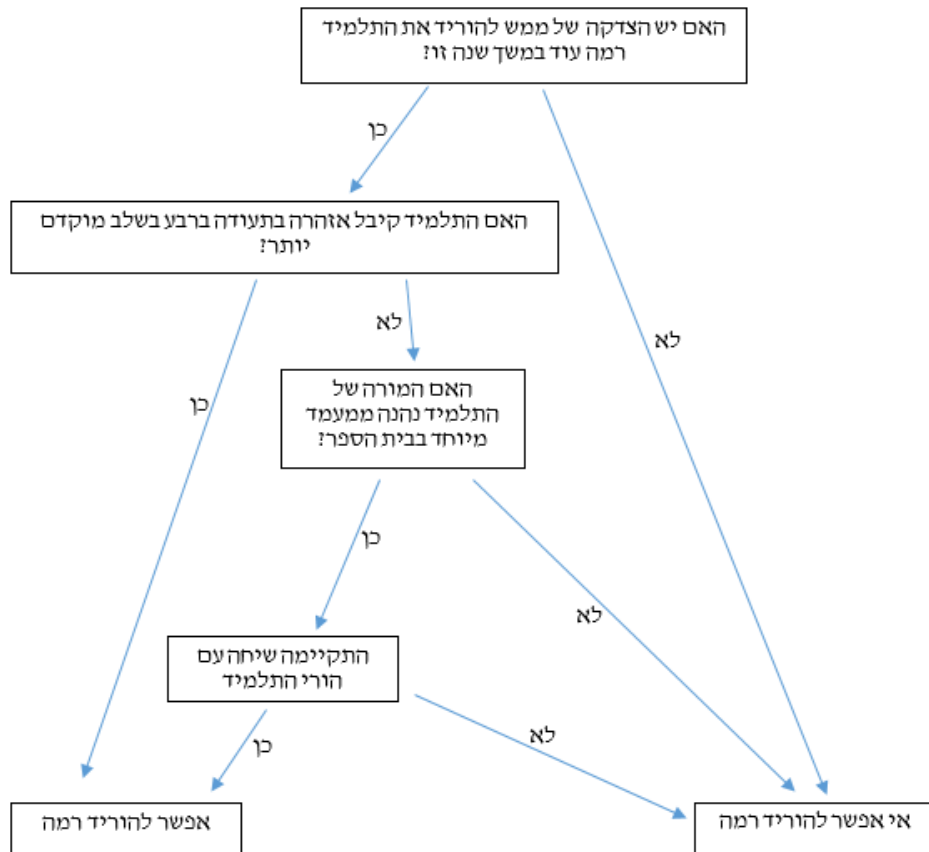 האם יש הצדקה של ממש להוריד את התלמיד
רמה עוד במשך שנה זו?
כן
האם התלמיד קיבל אזהרה בתעודה ברבע בשלב מוקדם
יותר?
לא
לא
האם המורה של
התלמיד נהנה ממעמד
מיוחד בבית הספר?
כן
כן
לא
התקיימה שיחה עם
הורי התלמיד
לא
כן
אי אפשר להוריד רמה
אפשר להוריד רמה